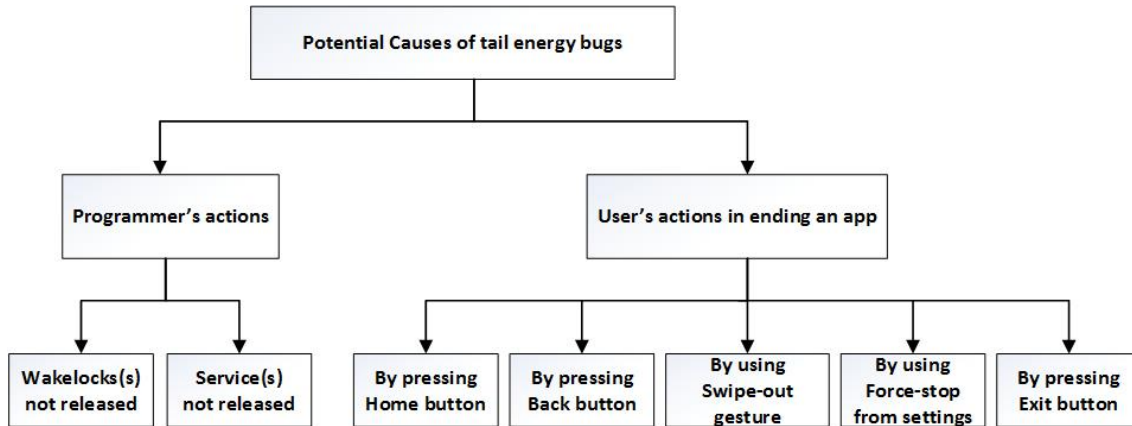 Potential Causes of tail energy bugs
Programmer's actions
User's actions in ending an app
Wakelocks(s)
not released
Service(s)
not released
By pressing
Home button
By pressing
Back button
By using
Swipe-out
gesture
By using
Force-stop
from settings
By pressing
Exit button